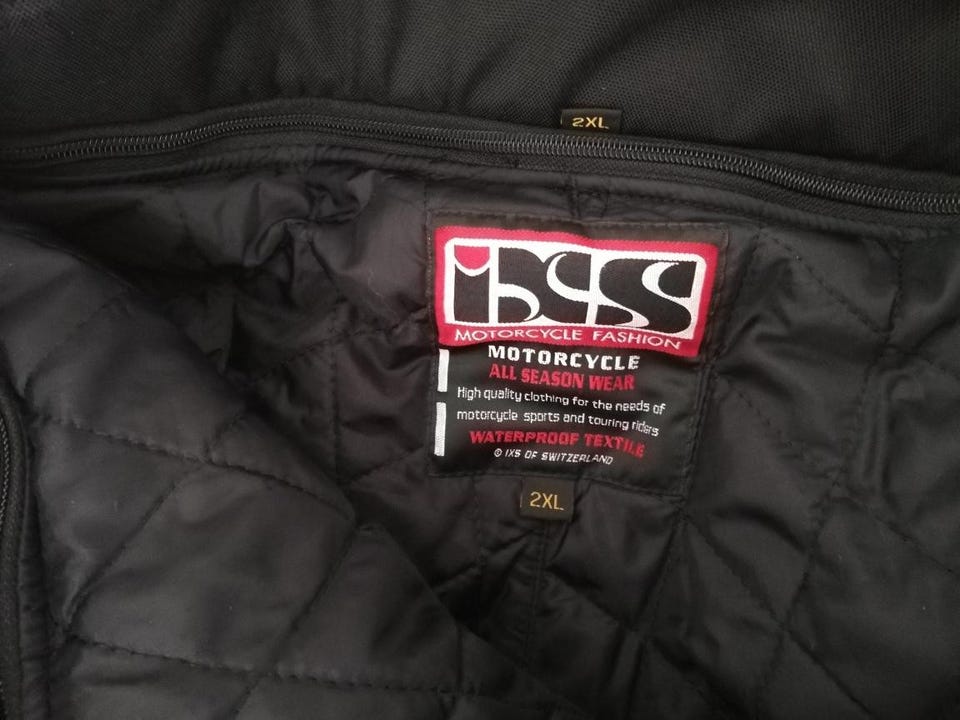 2XL
iXS
MOTORCYCLE FASHION
MOTORCYCLE
ALL SEASON WEAR
High quality clothing for the needs of
motorcycle sports and touring riders
WATERPROOF TEXTILE
© IXS OF SWITZERLAND
2XL